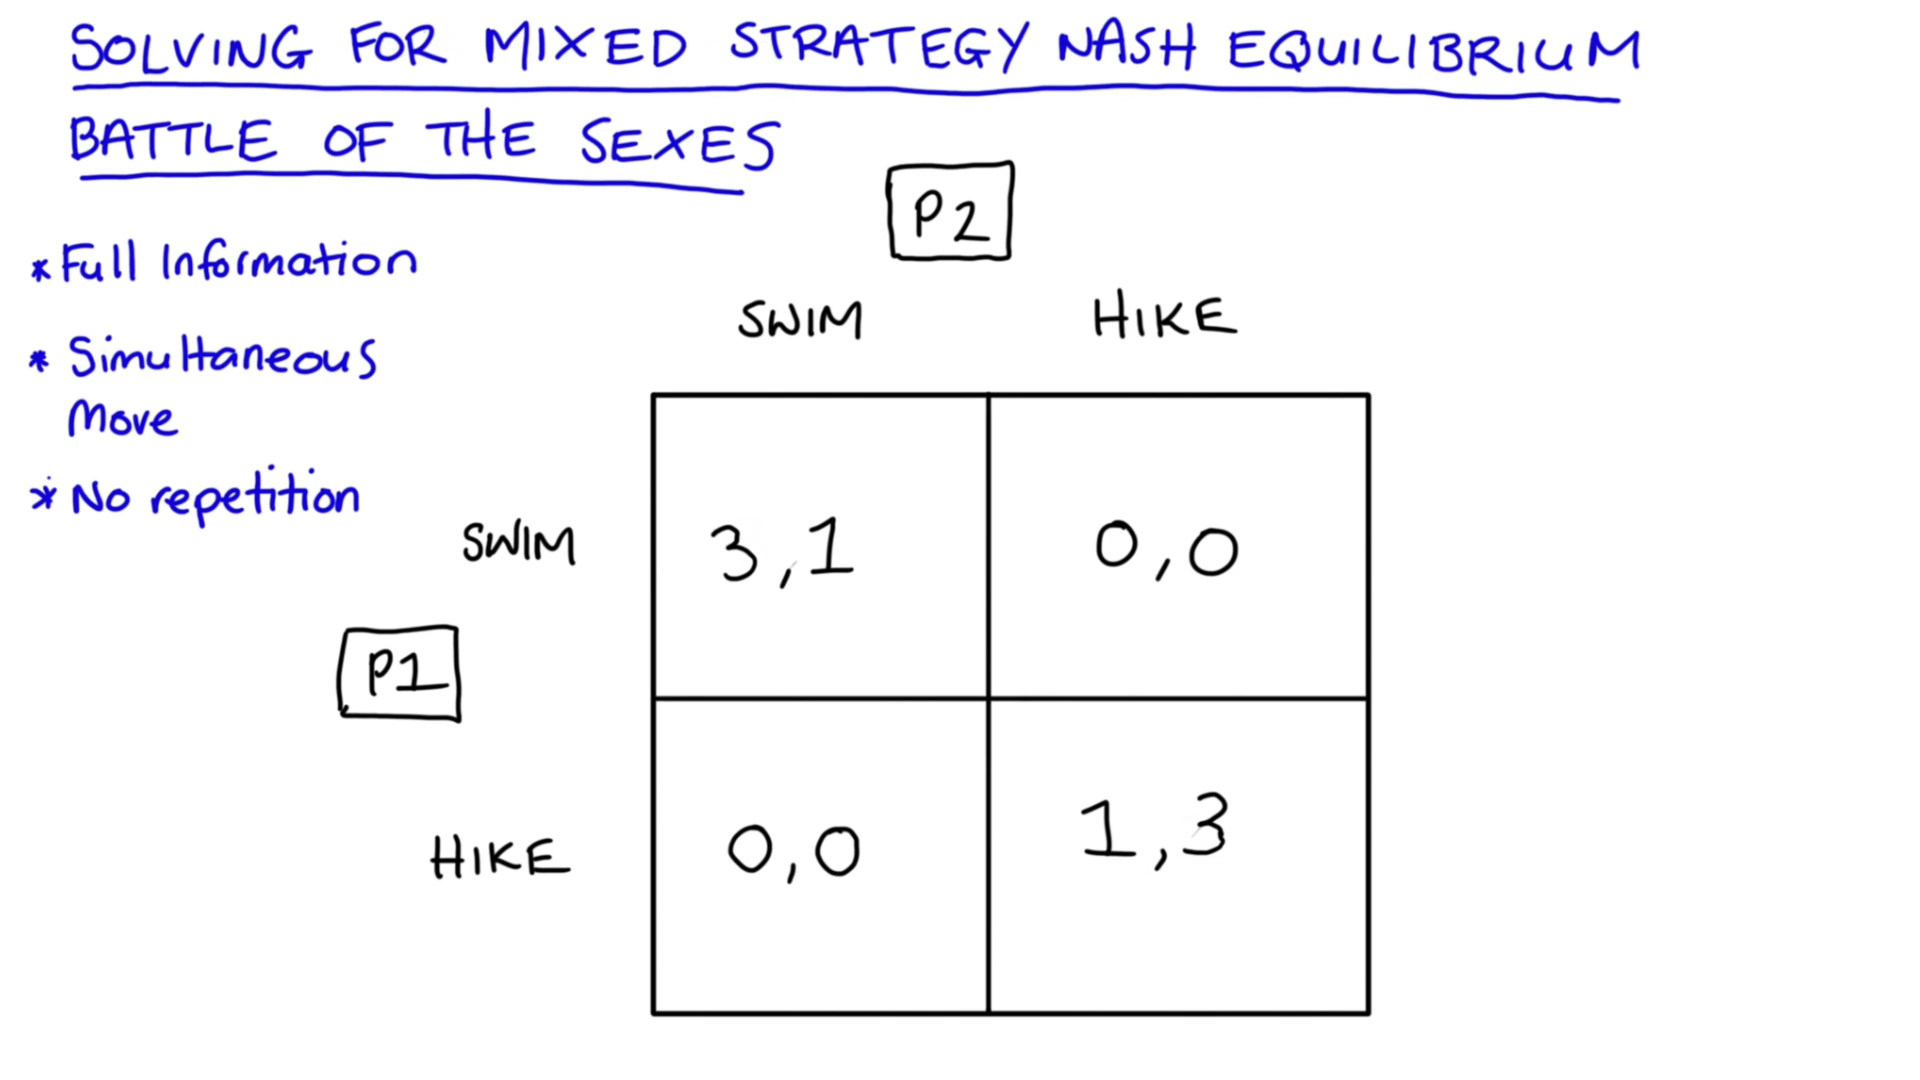 SOLVING FOR MIXED STRATEGY NASH EQUILIBRIUM
BATTLE OF THE SEXES
P2
* Full Information
SWIM HIKE
* Simultaneous
Move
* No repetition
SWIM 3,1 0,0
P1
HIKE 0,0 1,3